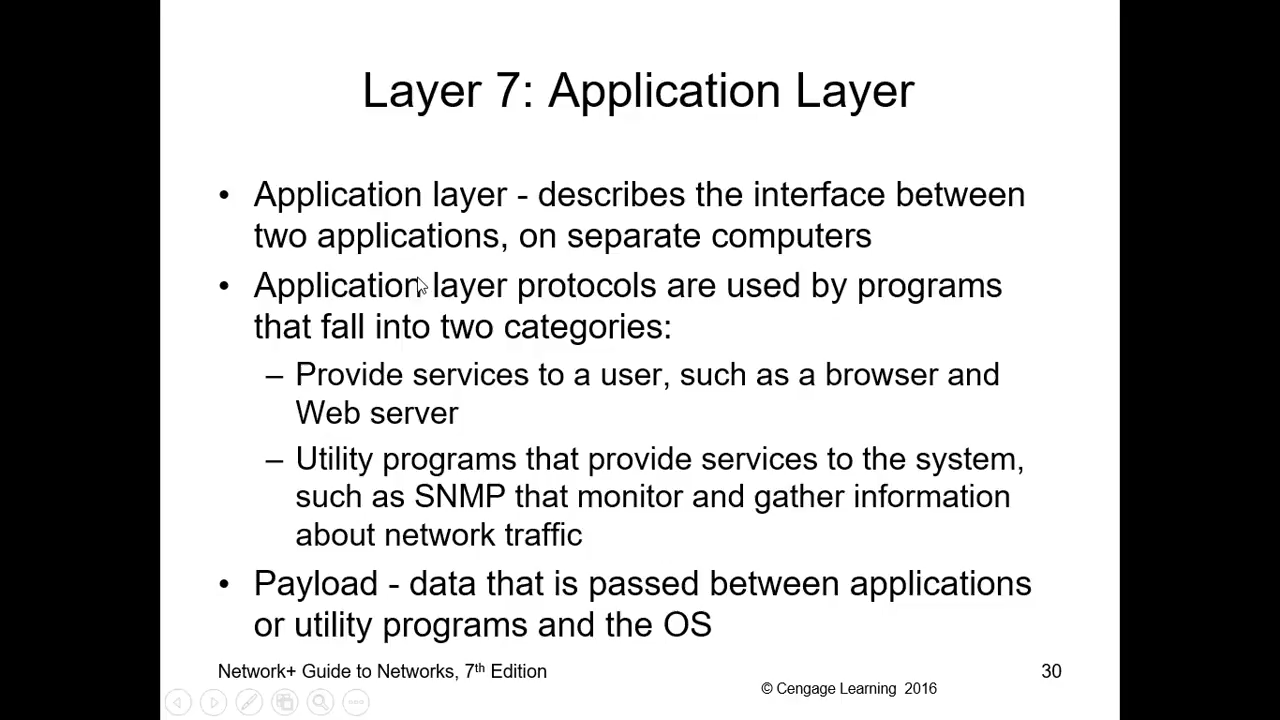 Layer 7: Application Layer
• Application layer - describes the interface between
two applications, on separate computers
• Application layer protocols are used by programs
that fall into two categories:
– Provide services to a user, such as a browser and
Web server
– Utility programs that provide services to the system,
such as SNMP that monitor and gather information
about network traffic
• Payload - data that is passed between applications
or utility programs and the OS
Network+ Guide to Networks, 7th Edition
30
© Cengage Learning 2016